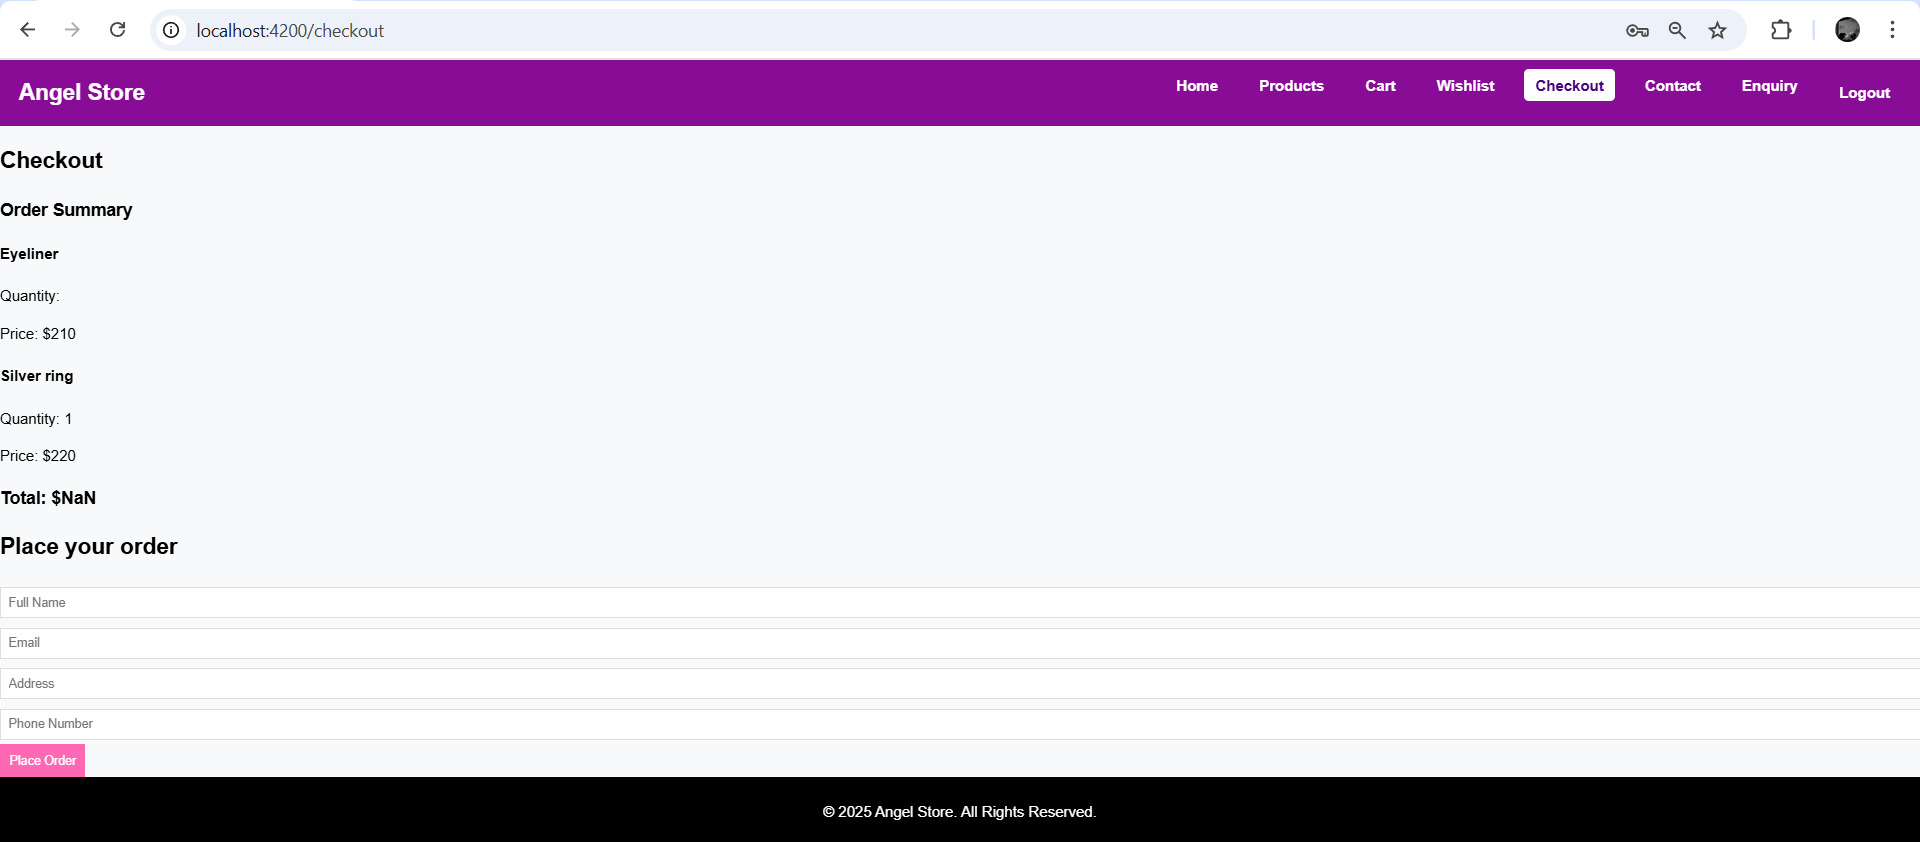 localhost:4200/checkout
Angel Store
Home Products Cart Wishlist Checkout Contact Enquiry Logout
Checkout
Order Summary
Eyeliner
Quantity:
Price: $210
Silver ring
Quantity: 1
Price: $220
Total: $NaN
Place your order
Full Name
Email
Address
Phone Number
Place Order
© 2025 Angel Store. All Rights Reserved.